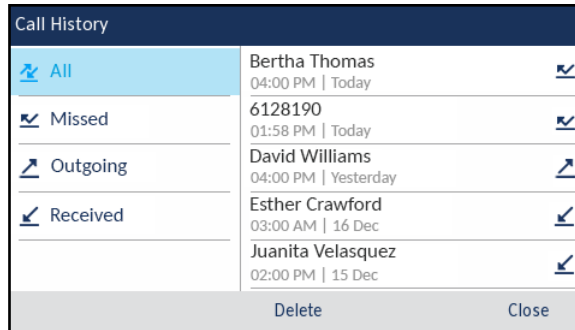 Call History
All
Missed
Outgoing
Received
Bertha Thomas
04:00 PM | Today
6128190
01:58 PM | Today
David Williams
04:00 PM | Yesterday
Esther Crawford
03:00 AM | 16 Dec
Juanita Velasquez
02:00 PM | 15 Dec
Delete
Close